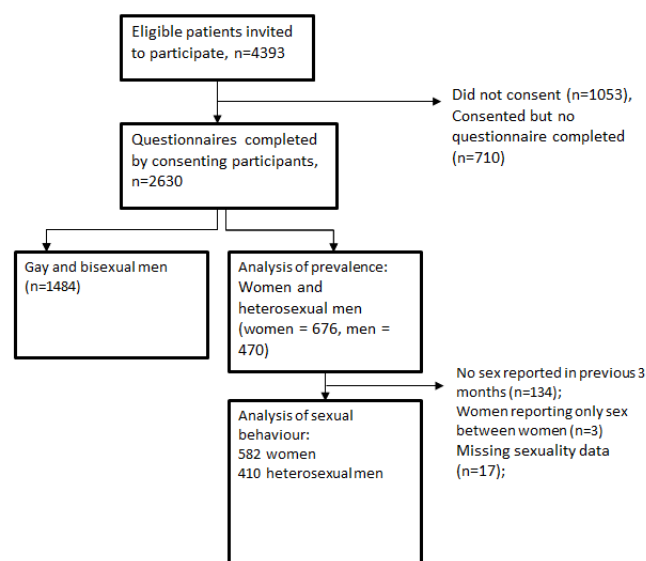 Eligible patients invited
to participate, n=4393
Did not consent (n=1053),
Consented but no
questionnaire completed
(n=710)
Questionnaires completed
by consenting participants,
n=2630
Gay and bisexual men
(n=1484)
Analysis of prevalence:
Women and
heterosexual men
(women = 676, men =
470)
No sex reported in previous 3
months (n=134);
Women reporting only sex
between women (n=3)
Missing sexuality data
(n=17);
Analysis of sexual
behaviour:
582 women
410 heterosexual men